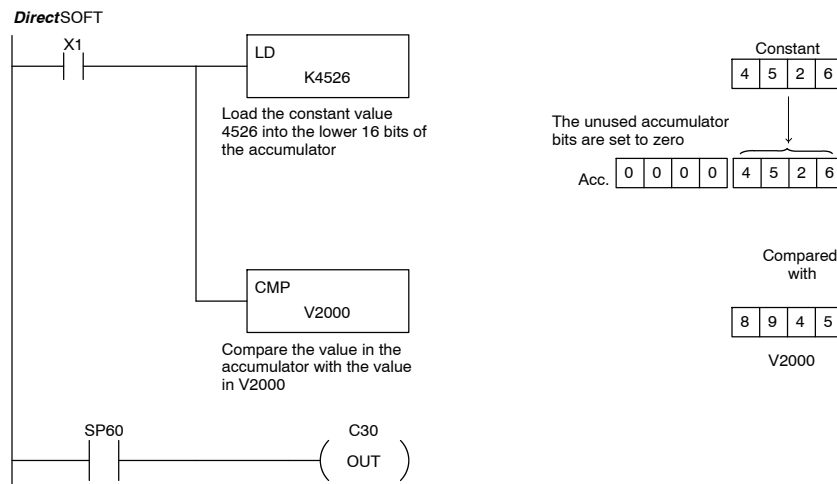 DirectSOFT
X1
LD
K4526
Load the constant value
4526 into the lower 16 bits of
the accumulator
CMP
V2000
Compare the value in the
accumulator with the value
in V2000
SP60
C30
OUT
Constant
4 5 2 6
The unused accumulator
bits are set to zero
Acc. 0 0 0 0 4 5 2 6
Compared
with
8 9 4 5
V2000